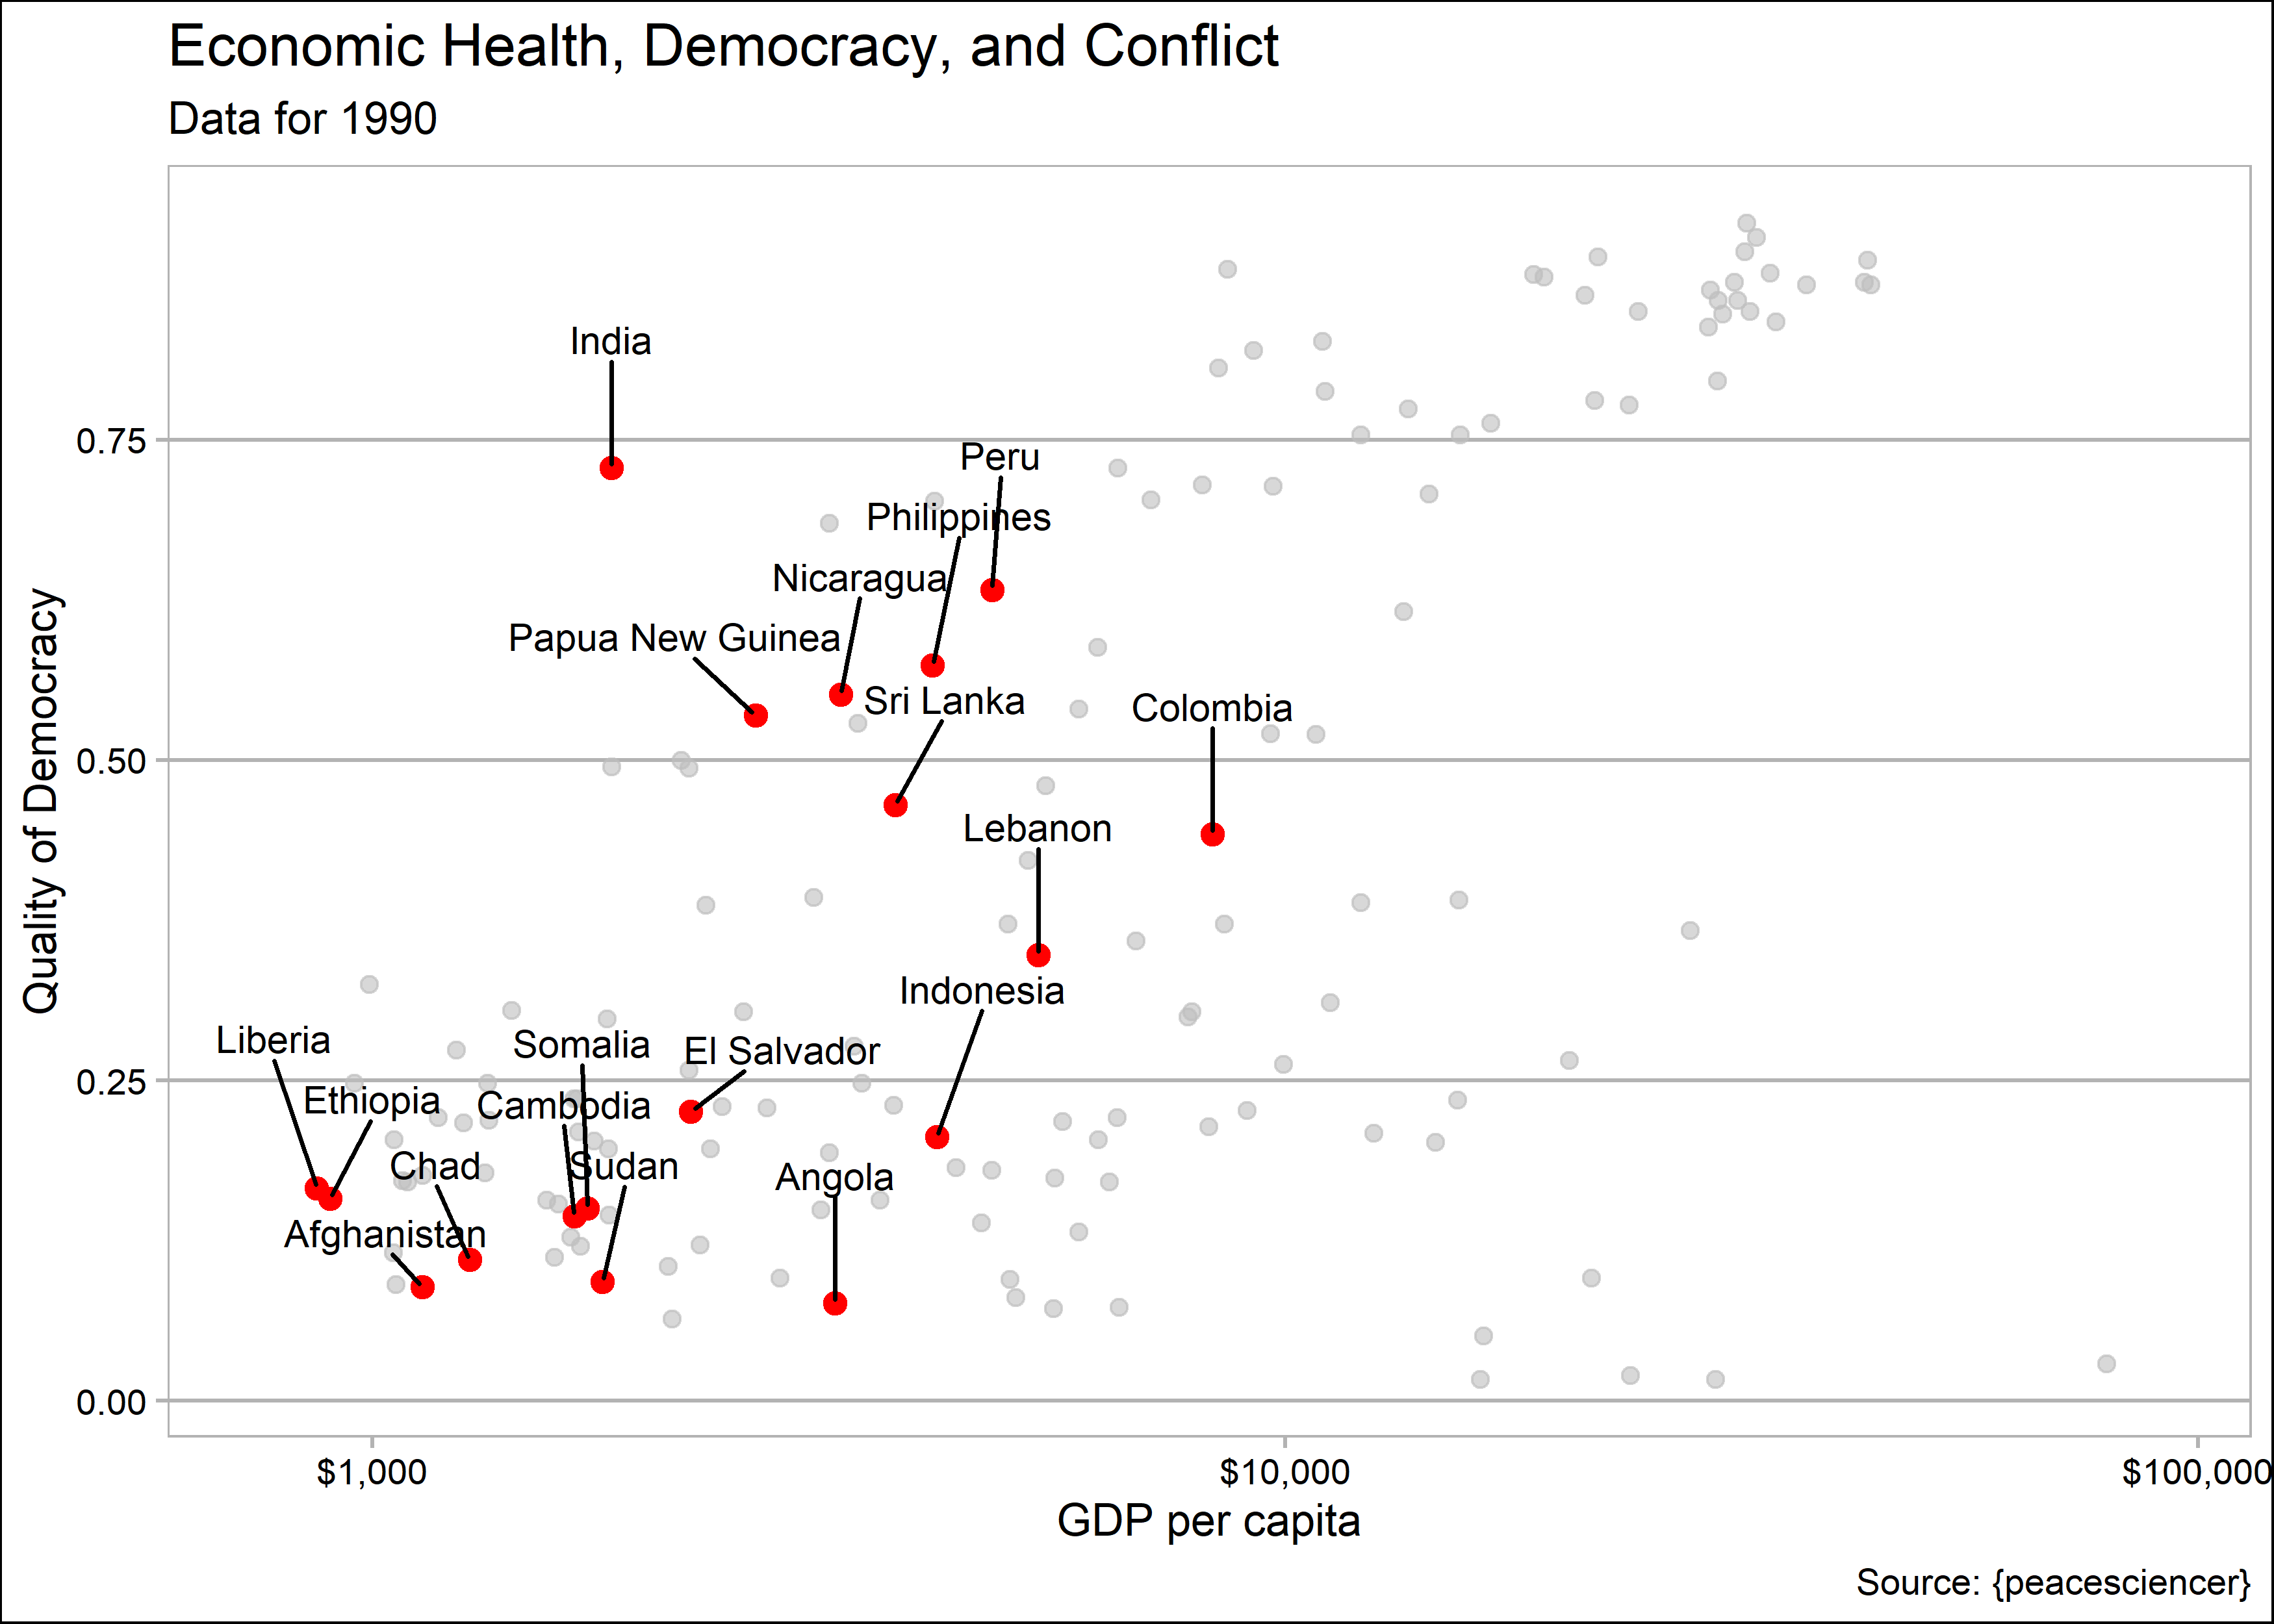 Economic Health, Democracy, and Conflict
Data for 1990
India
0.75
Peru
Philippines
Nicaragua
Papua New Guinea
Sri Lanka
Colombia
0.50
Lebanon
Indonesia
Liberia
Somalia
El Salvador
0.25
Ethiopia
Cambodia
Chad
Sudan
Angola
Afghanistan
0.00
Quality of Democracy
$1,000
$10,000
$100,000
GDP per capita
Source: {peacesciencer}